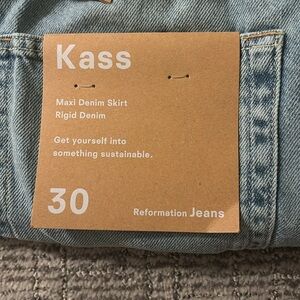 Kass
Maxi Denim Skirt
Rigid Denim
Get yourself into
something sustainable.
30
Reformation Jeans